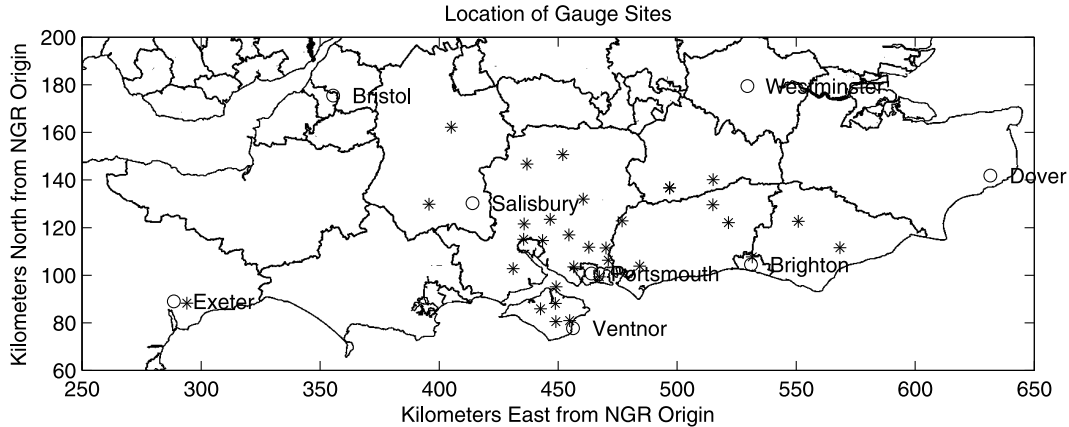 Location of Gauge Sites
200
180
160
140
120
100
80
60
Kilometers North from NGR Origin
Westminster
Bristol
Dover
Salisbury
Brighton
Portsmouth
Exeter
Ventnor
250 300 350 400 450 500 550 600 650
Kilometers East from NGR Origin